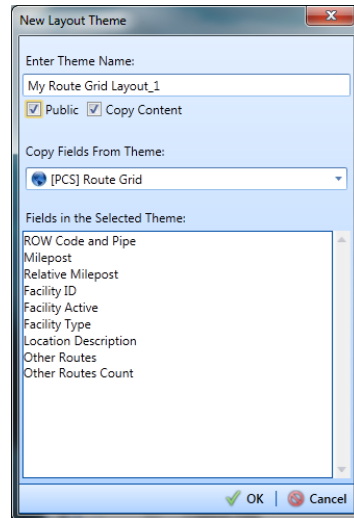 New Layout Theme
Enter Theme Name:
My Route Grid Layout_1
Public Copy Content
Copy Fields From Theme:
[PCS] Route Grid
Fields in the Selected Theme:
ROW Code and Pipe
Milepost
Relative Milepost
Facility ID
Facility Active
Facility Type
Location Description
Other Routes
Other Routes Count
OK | Cancel